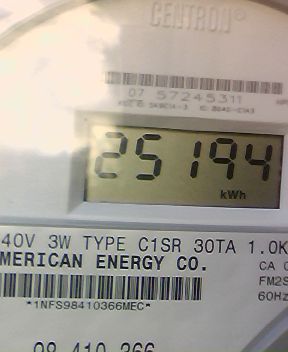 CENTRON®
07 57245311
25194
kWh
40V 3W TYPE C1SR 30TA 1.0K
MERICAN ENERGY CO.
CA 0
FM2S
60Hz
*1NFS98410366MEC*
98 410 366